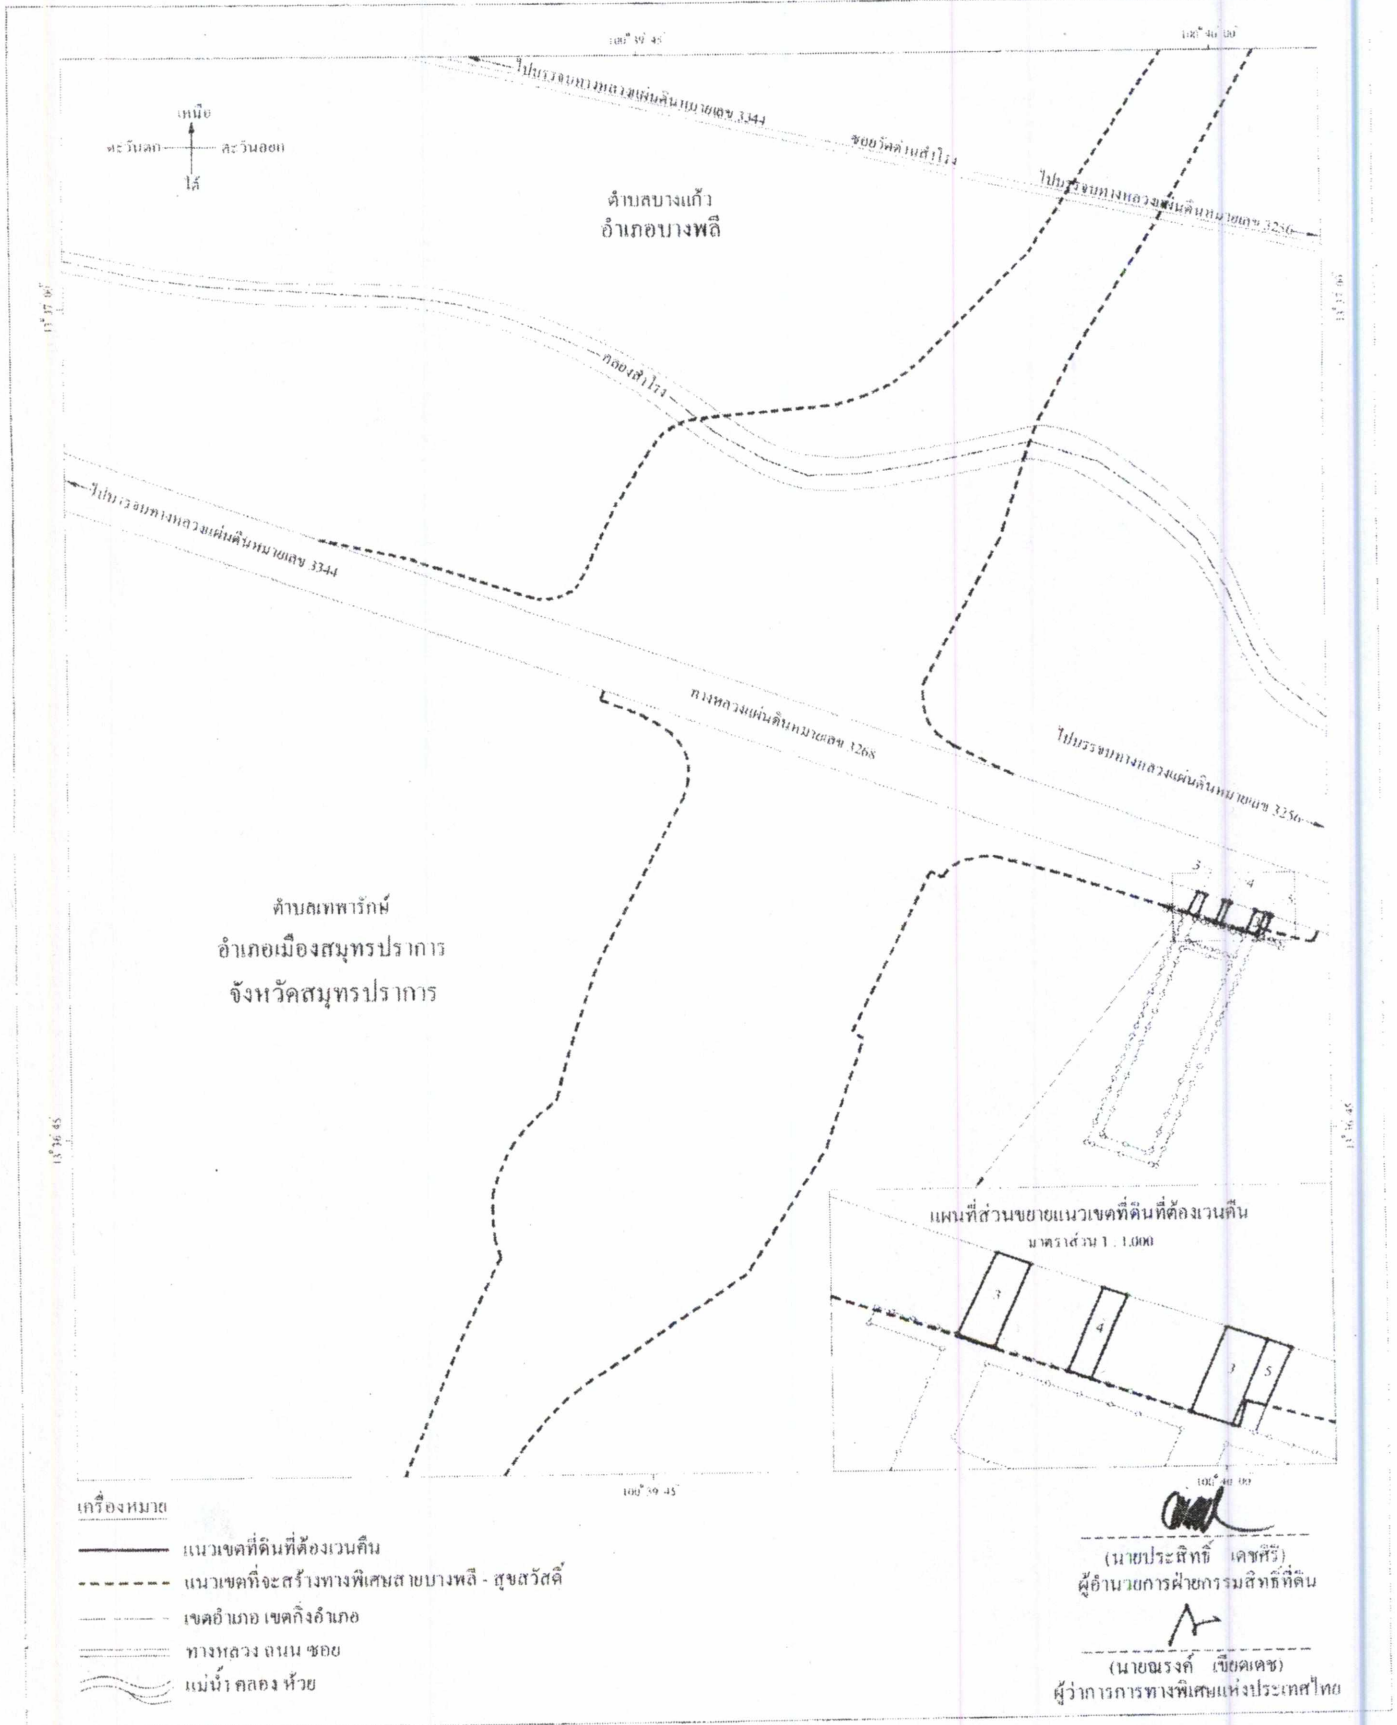 100° 39' 45"
100° 40' 00"
ไปบรรจบทางหลวงแผ่นดินหมายเลข 3344
ซอยวัดด่านสำโรง
ไปบรรจบทางหลวงแผ่นดินหมายเลข 3256
เหนือ
ตะวันตก
ตะวันออก
ใต้
ตำบลบางแก้ว
อำเภอบางพลี
13° 37' 00"
13° 37' 00"
คลองสำโรง
ไปบรรจบทางหลวงแผ่นดินหมายเลข 3344
ทางหลวงแผ่นดินหมายเลข 3268
ไปบรรจบทางหลวงแผ่นดินหมายเลข 3256
3
4
5
ตำบลเทพารักษ์
อำเภอเมืองสมุทรปราการ
จังหวัดสมุทรปราการ
13° 36' 45"
13° 36' 45"
แผนที่ส่วนขยายแนวเขตที่ดินที่ต้องเวนคืน
มาตราส่วน 1 : 1,000
3
4
3
5
100° 39' 45"
100° 40' 00"
เครื่องหมาย
แนวเขตที่ดินที่ต้องเวนคืน
แนวเขตที่จะสร้างทางพิเศษสายบางพลี - สุขสวัสดิ์
เขตอำเภอ เขตกิ่งอำเภอ
ทางหลวง ถนน ซอย
แม่น้ำ คลอง ห้วย
(นายประสิทธิ์ เดชศิริ)
ผู้อำนวยการฝ่ายกรรมสิทธิ์ที่ดิน
(นายณรงค์ เขียดเดช)
ผู้ว่าการการทางพิเศษแห่งประเทศไทย